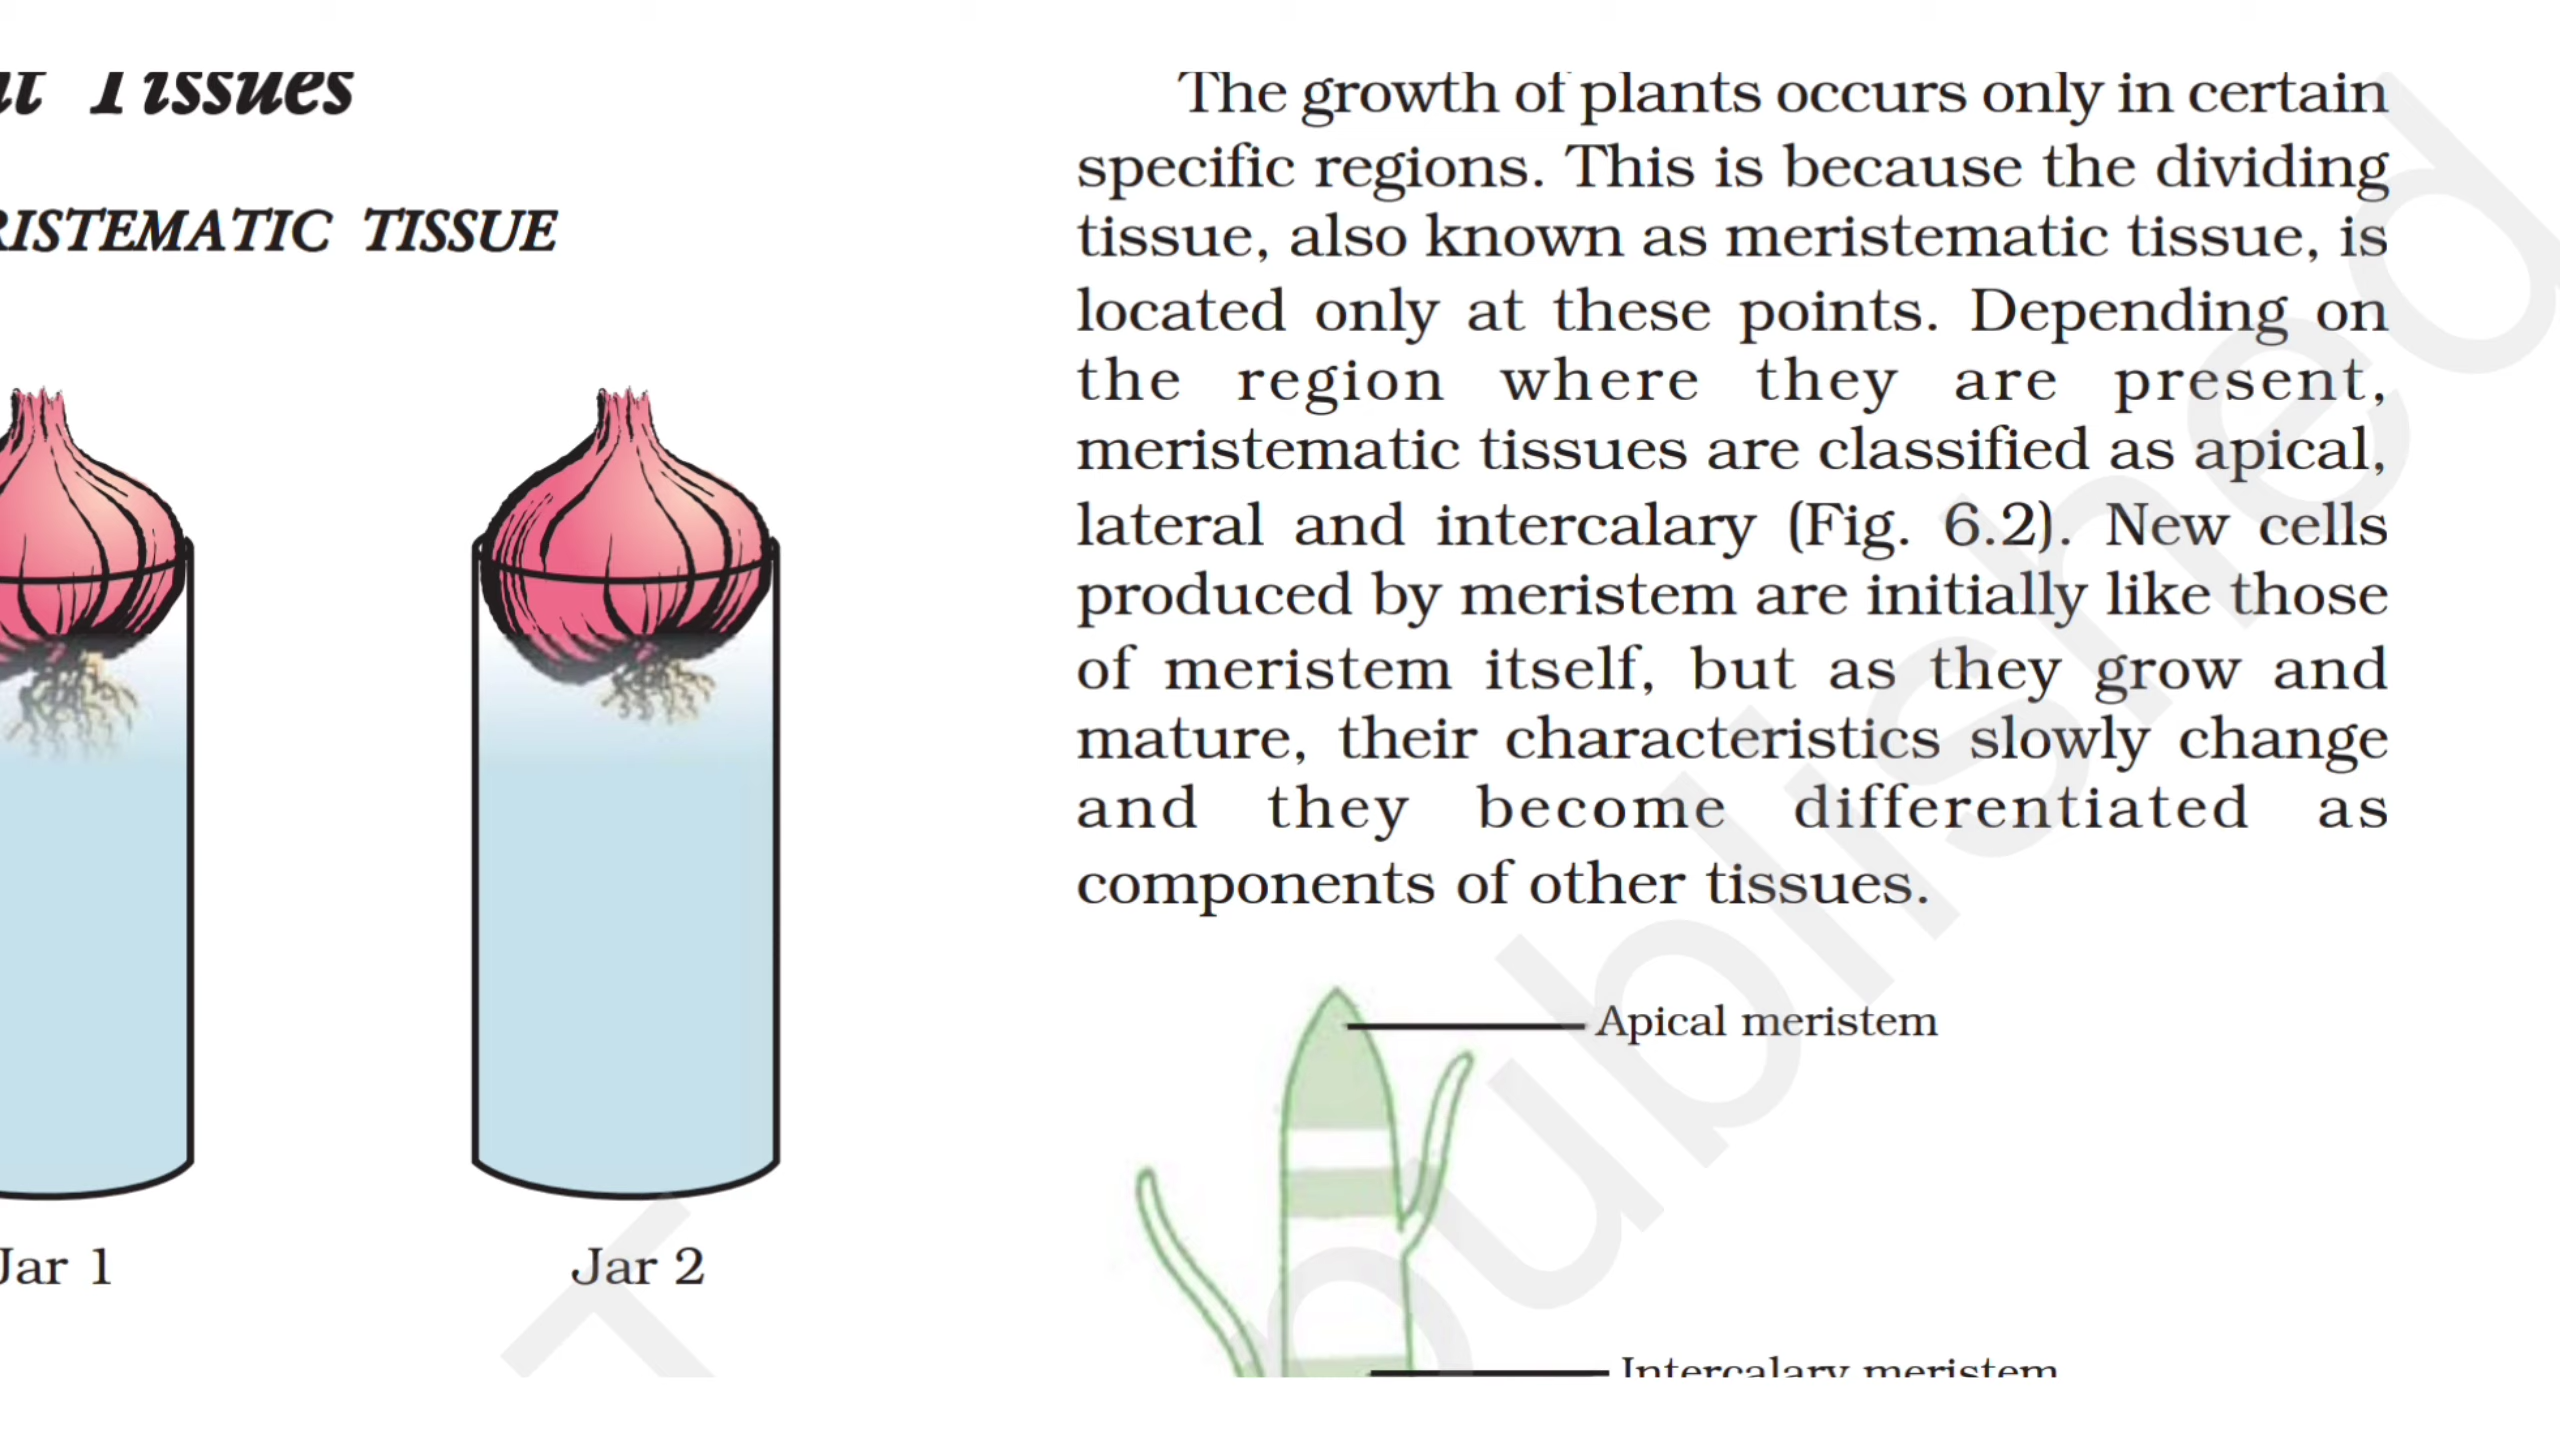 Tissues
RISTEMATIC TISSUE
Jar 1
Jar 2
The growth of plants occurs only in certain
specific regions. This is because the dividing
tissue, also known as meristematic tissue, is
located only at these points. Depending on
the region where they are present,
meristematic tissues are classified as apical,
lateral and intercalary (Fig. 6.2). New cells
produced by meristem are initially like those
of meristem itself, but as they grow and
mature, their characteristics slowly change
and they become differentiated as
components of other tissues.
Apical meristem
Intercalary meristem
ublished